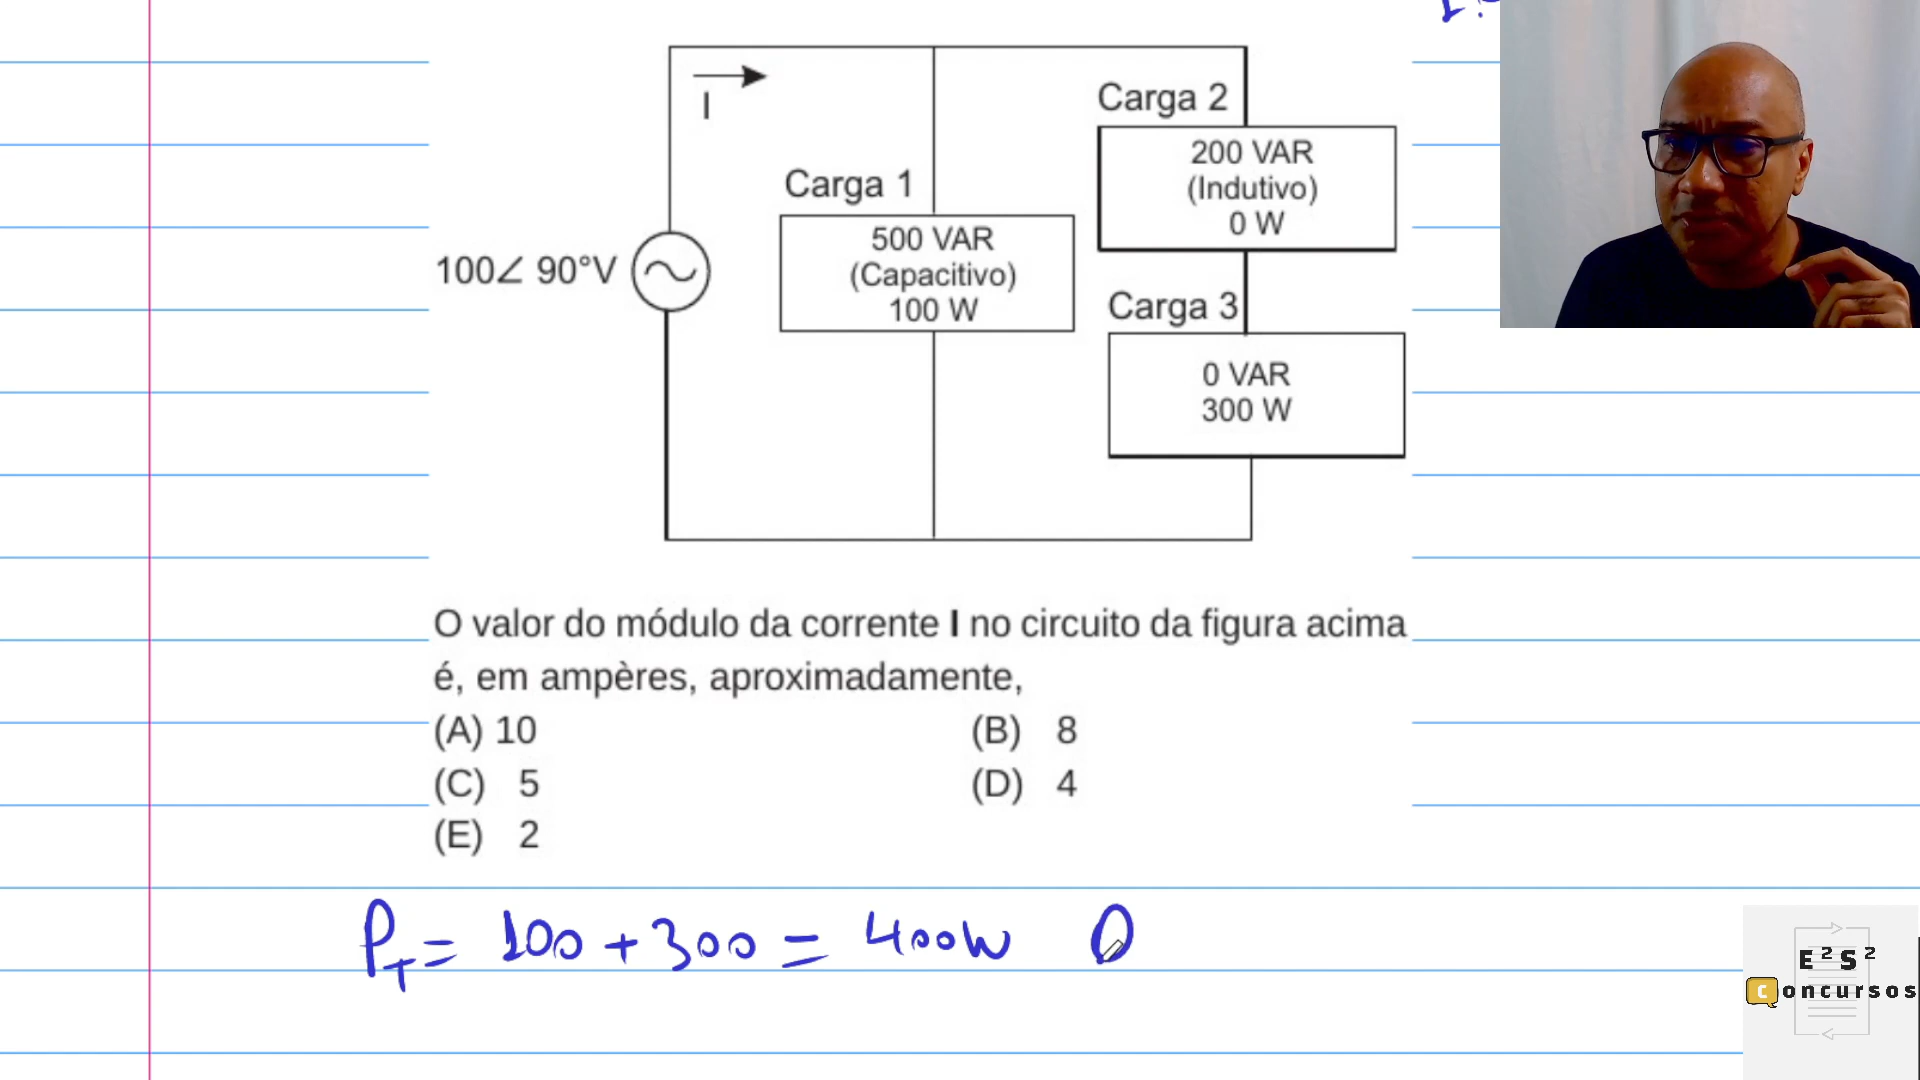 I
Carga 2
200 VAR
(Indutivo)
0 W
Carga 1
500 VAR
(Capacitivo)
100 W
100∠ 90°V
Carga 3
0 VAR
300 W
O valor do módulo da corrente I no circuito da figura acima
é, em ampères, aproximadamente,
(A) 10 (B) 8
(C) 5 (D) 4
(E) 2
P_T = 100 + 300 = 400W Q
E²S²
Concursos